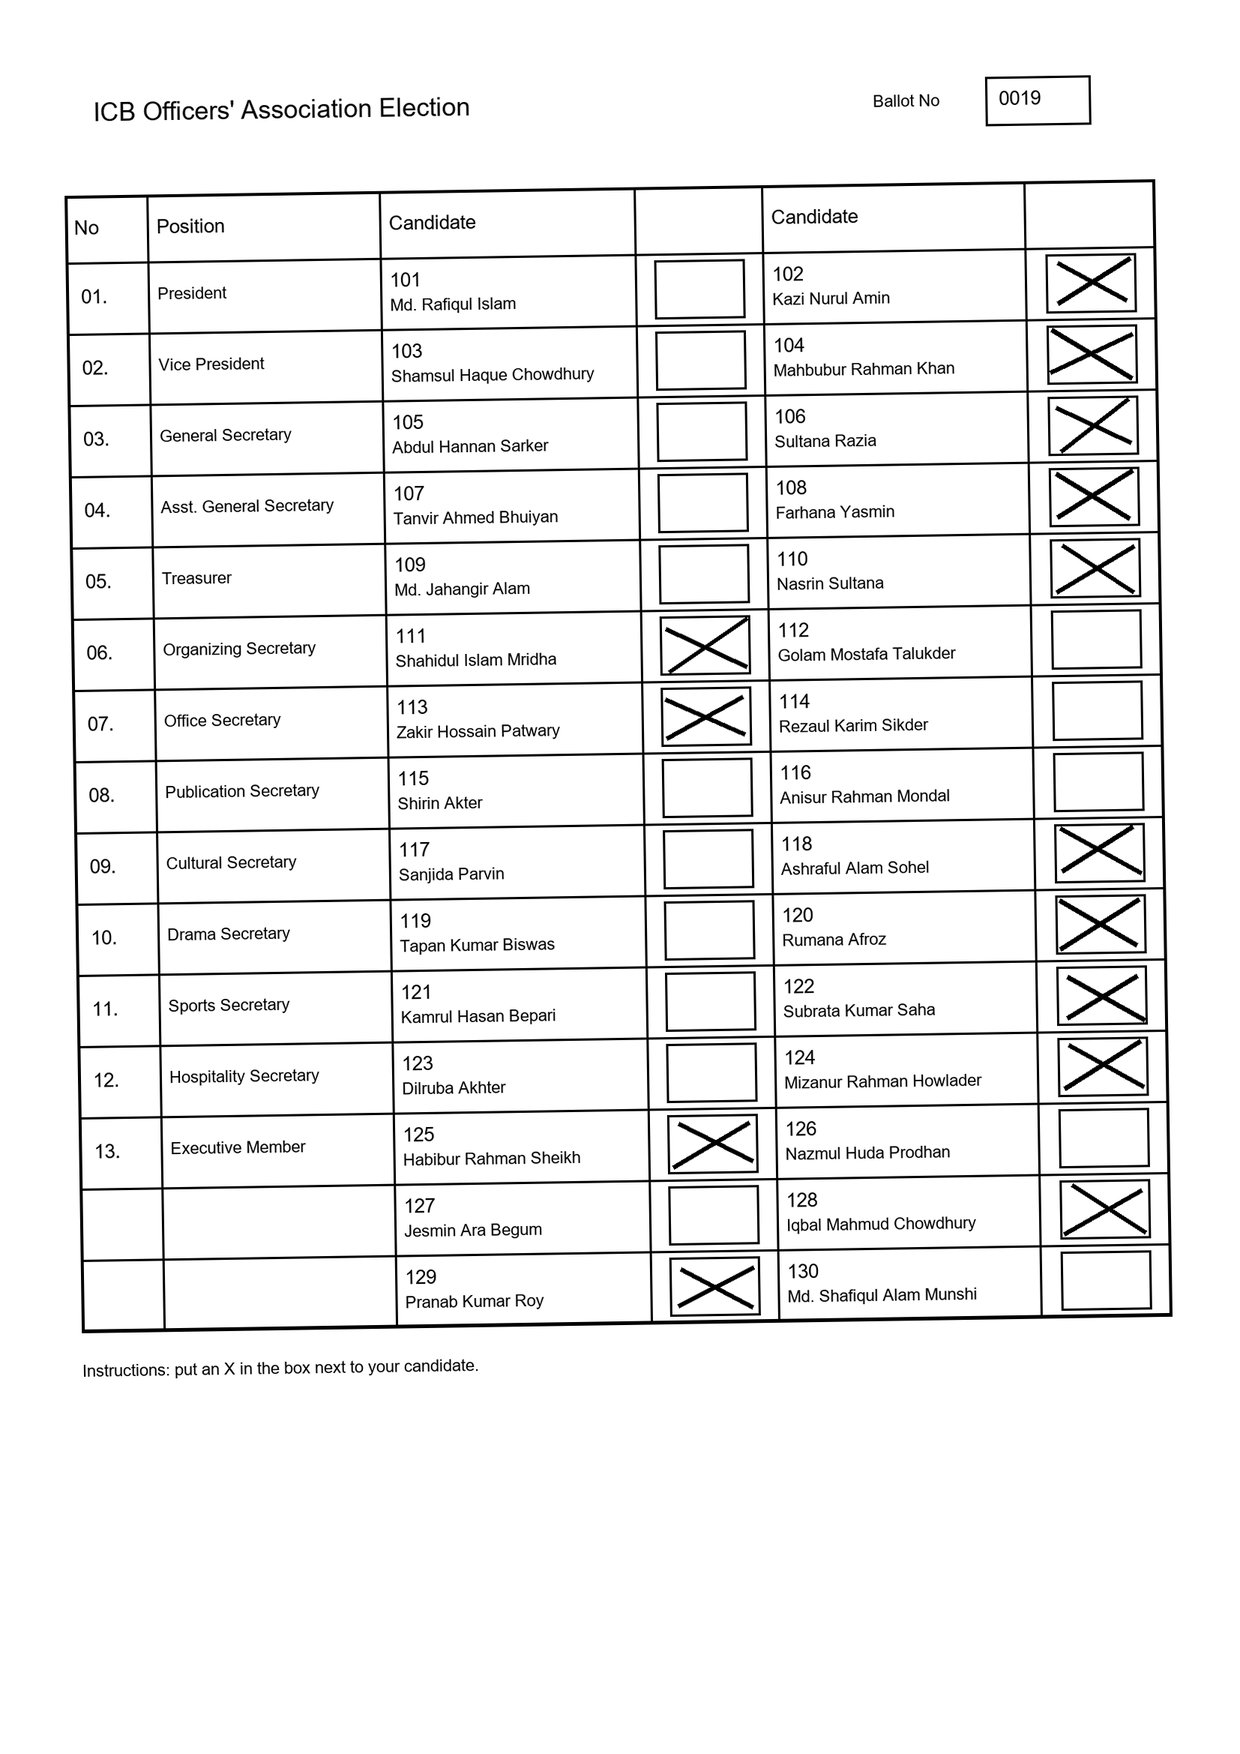 ICB Officers' Association Election
Ballot No 0019
No Position Candidate Candidate
01. President 101 Md. Rafiqul Islam 102 Kazi Nurul Amin X
02. Vice President 103 Shamsul Haque Chowdhury 104 Mahbubur Rahman Khan X
03. General Secretary 105 Abdul Hannan Sarker 106 Sultana Razia X
04. Asst. General Secretary 107 Tanvir Ahmed Bhuiyan 108 Farhana Yasmin X
05. Treasurer 109 Md. Jahangir Alam 110 Nasrin Sultana X
06. Organizing Secretary 111 Shahidul Islam Mridha X 112 Golam Mostafa Talukder
07. Office Secretary 113 Zakir Hossain Patwary X 114 Rezaul Karim Sikder
08. Publication Secretary 115 Shirin Akter 116 Anisur Rahman Mondal
09. Cultural Secretary 117 Sanjida Parvin 118 Ashraful Alam Sohel X
10. Drama Secretary 119 Tapan Kumar Biswas 120 Rumana Afroz X
11. Sports Secretary 121 Kamrul Hasan Bepari 122 Subrata Kumar Saha X
12. Hospitality Secretary 123 Dilruba Akhter 124 Mizanur Rahman Howlader X
13. Executive Member 125 Habibur Rahman Sheikh X 126 Nazmul Huda Prodhan
127 Jesmin Ara Begum 128 Iqbal Mahmud Chowdhury X
129 Pranab Kumar Roy X 130 Md. Shafiqul Alam Munshi
Instructions: put an X in the box next to your candidate.